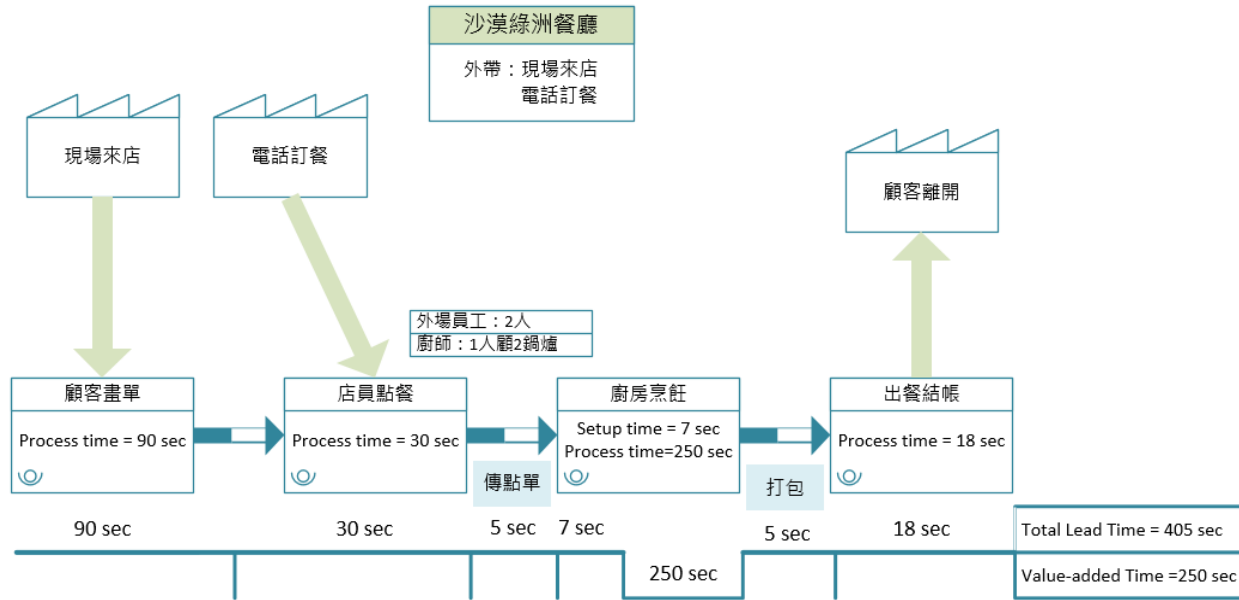 沙漠綠洲餐廳
外帶：現場來店
電話訂餐
現場來店
電話訂餐
顧客離開
外場員工：2人
廚師：1人顧2鍋爐
顧客畫單
Process time = 90 sec
店員點餐
Process time = 30 sec
傳點單
廚房烹飪
Setup time = 7 sec
Process time=250 sec
打包
出餐結帳
Process time = 18 sec
90 sec
30 sec
5 sec
7 sec
250 sec
5 sec
18 sec
Total Lead Time = 405 sec
Value-added Time =250 sec